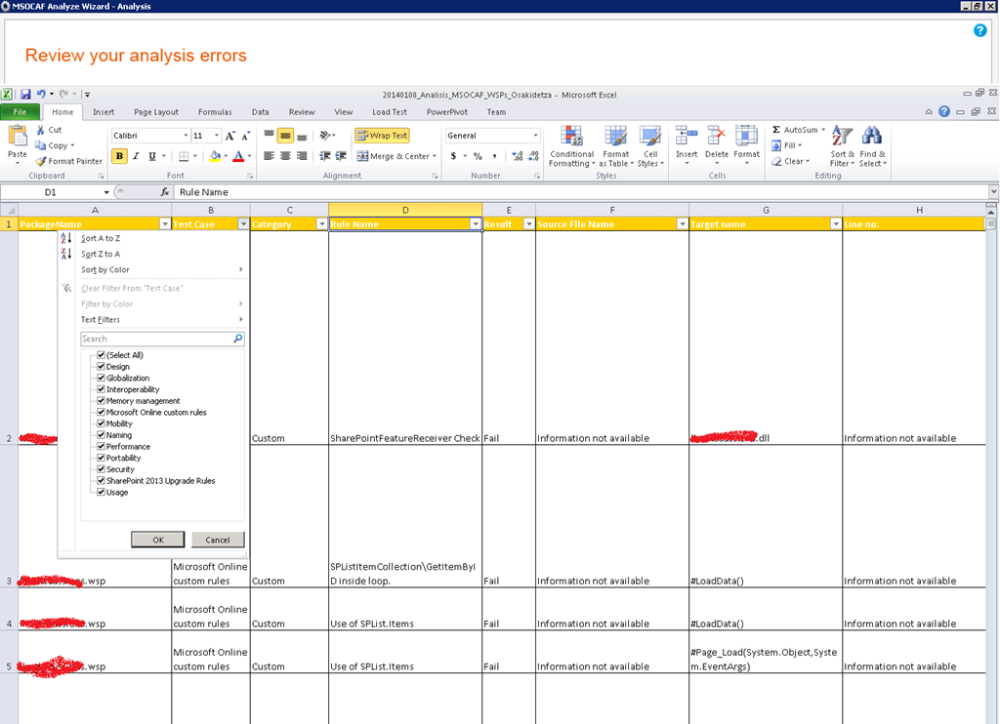 MSOCAF Analyze Wizard - Analysis
Review your analysis errors
20140108_Analisis_MSOCAF_WSPs_Osakidetza - Microsoft Excel
File Home Insert Page Layout Formulas Data Review View Load Test PowerPivot Team
Cut
Copy
Format Painter
Paste
Clipboard
Calibri 11
B I U
Font
Wrap Text
Merge & Center
Alignment
General
$ % ,
Number
Conditional Formatting
Format as Table
Cell Styles
Styles
Insert Delete Format
Cells
Σ AutoSum
Fill
Clear
Sort & Filter
Find & Select
Editing
D1 fx Rule Name
A B C D E F G H
1 PackageName Test Case Category Rule Name Result Source File Name Target name Line no.
Sort A to Z
Sort Z to A
Sort by Color
Clear Filter From "Test Case"
Filter by Color
Text Filters
Search
(Select All)
Design
Globalization
Interoperability
Memory management
Microsoft Online custom rules
Mobility
Naming
Performance
Portability
Security
SharePoint 2013 Upgrade Rules
Usage
OK Cancel
2 Custom SharePointFeatureReceiver Check Fail Information not available .dll Information not available
Microsoft Online SPListItemCollection\GetItemByI
3 .wsp custom rules Custom D inside loop. Fail Information not available #LoadData() Information not available
Microsoft Online
4 .wsp custom rules Custom Use of SPList.Items Fail Information not available #LoadData() Information not available
Microsoft Online #Page_Load(System.Object,Syste
5 .wsp custom rules Custom Use of SPList.Items Fail Information not available m.EventArgs) Information not available